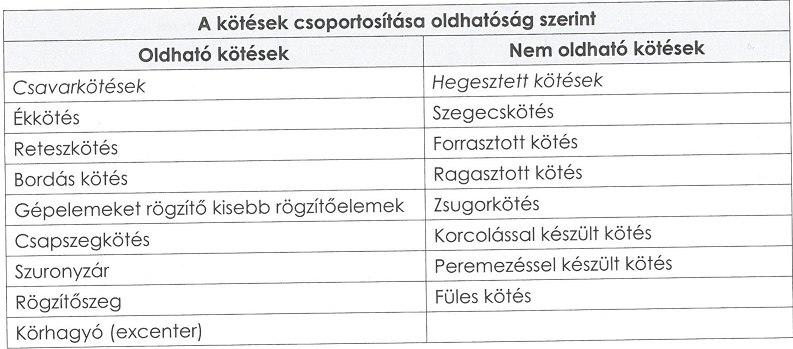 A kötések csoportosítása oldhatóság szerint
Oldható kötések Nem oldható kötések
Csavarkötések Hegesztett kötések
Ékkötés Szegecskötés
Reteszkötés Forrasztott kötés
Bordás kötés Ragasztott kötés
Gépelemeket rögzítő kisebb rögzítőelemek Zsugorkötés
Csapszegkötés Korcolással készült kötés
Szuronyzár Peremezéssel készült kötés
Rögzítőszeg Füles kötés
Körhagyó (excenter)